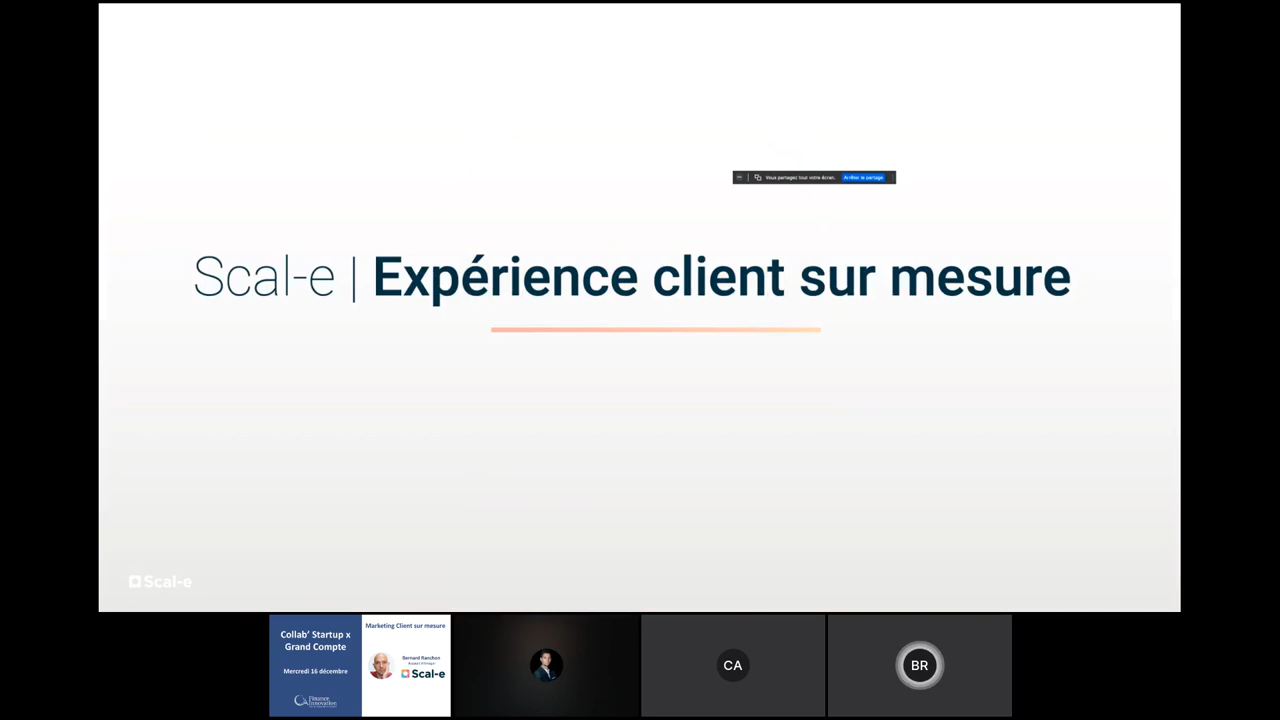 Vous partagez tout votre écran.
Arrêter le partage
Scal-e | Expérience client sur mesure
Scal-e
Collab’ Startup x
Grand Compte
Mercredi 16 décembre
Finance
Innovation
Marketing Client sur mesure
Bernard Ranchon
Scal-e
CA
BR